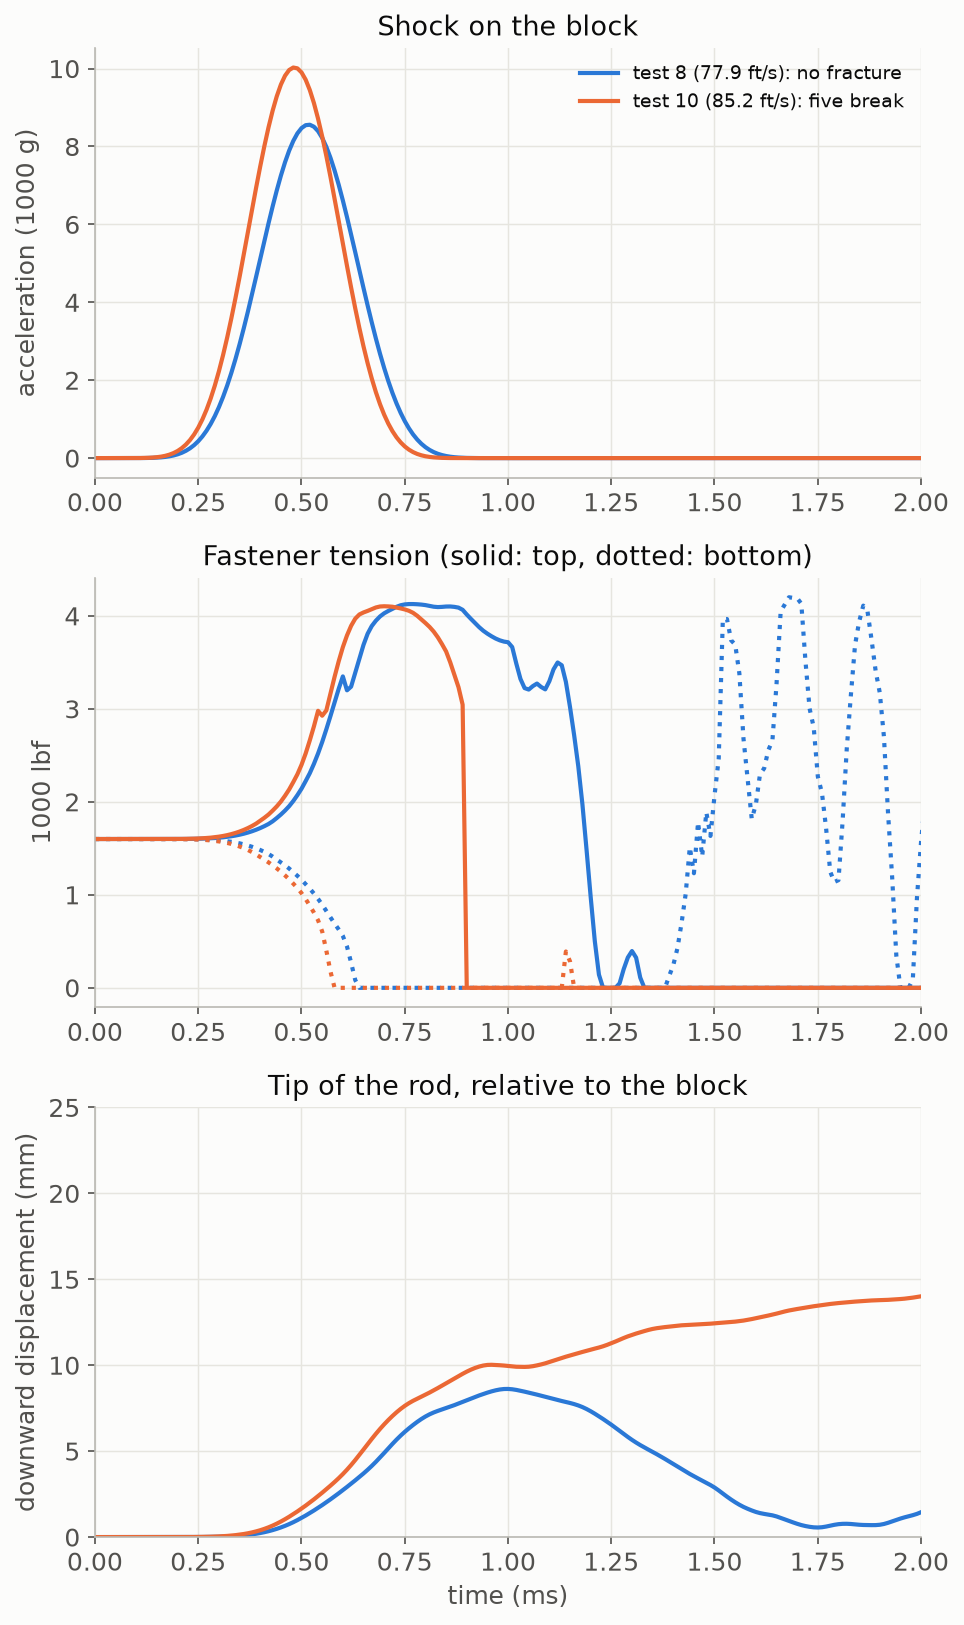 Shock on the block
acceleration (1000 g)
10
8
6
4
2
0
test 8 (77.9 ft/s): no fracture
test 10 (85.2 ft/s): five break
0.00 0.25 0.50 0.75 1.00 1.25 1.50 1.75 2.00
Fastener tension (solid: top, dotted: bottom)
1000 lbf
4
3
2
1
0
0.00 0.25 0.50 0.75 1.00 1.25 1.50 1.75 2.00
Tip of the rod, relative to the block
downward displacement (mm)
25
20
15
10
5
0
0.00 0.25 0.50 0.75 1.00 1.25 1.50 1.75 2.00
time (ms)